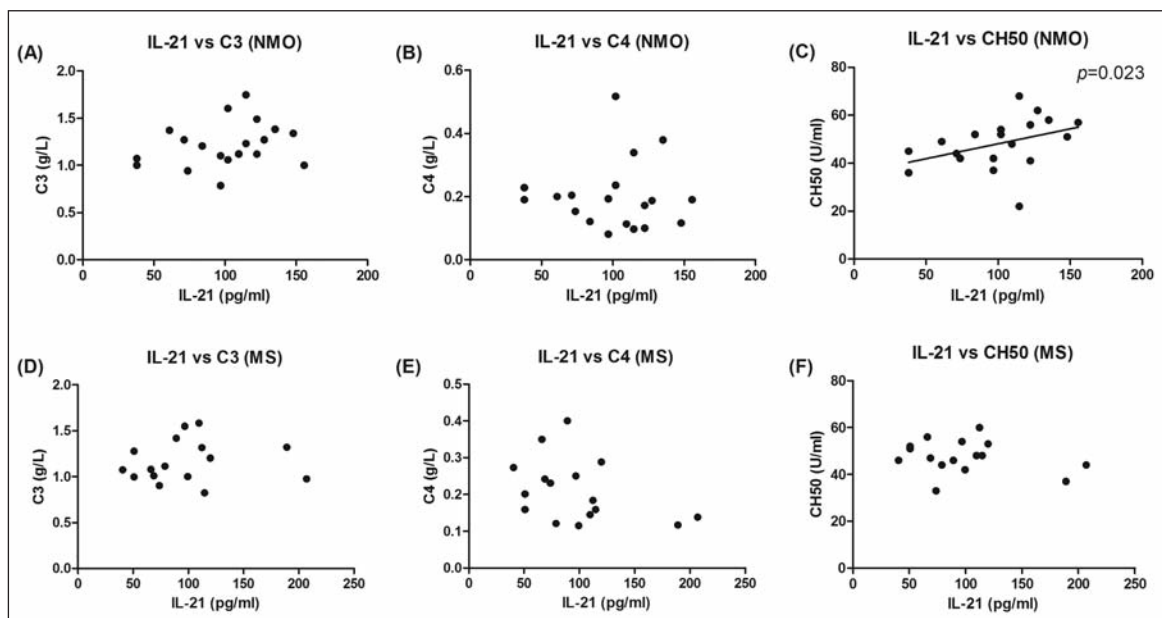 (A)
IL-21 vs C3 (NMO)
C3 (g/L)
2.0
1.5
1.0
0.5
0.0
0 50 100 150 200
IL-21 (pg/ml)
(B)
IL-21 vs C4 (NMO)
C4 (g/L)
0.6
0.4
0.2
0.0
0 50 100 150 200
IL-21 (pg/ml)
(C)
IL-21 vs CH50 (NMO)
p=0.023
CH50 (U/ml)
80
60
40
20
0
0 50 100 150 200
IL-21 (pg/ml)
(D)
IL-21 vs C3 (MS)
C3 (g/L)
2.0
1.5
1.0
0.5
0.0
0 50 100 150 200 250
IL-21 (pg/ml)
(E)
IL-21 vs C4 (MS)
C4 (g/L)
0.5
0.4
0.3
0.2
0.1
0.0
0 50 100 150 200 250
IL-21 (pg/ml)
(F)
IL-21 vs CH50 (MS)
CH50 (U/ml)
80
60
40
20
0
0 50 100 150 200 250
IL-21 (pg/ml)